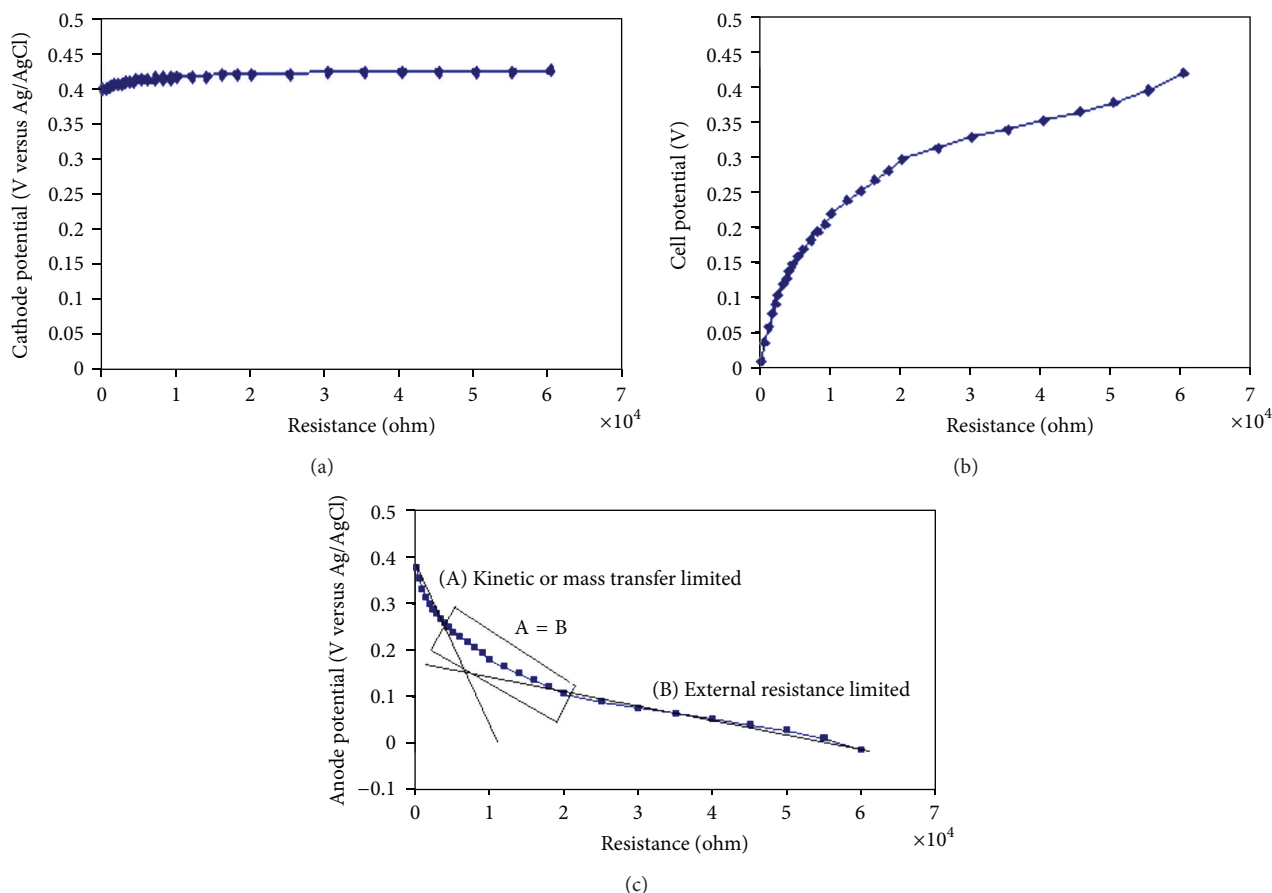 0.5
0.45
0.4
0.35
0.3
0.25
0.2
0.15
0.1
0.05
0
0 1 2 3 4 5 6 7
×10⁴
Resistance (ohm)
Cathode potential (V versus Ag/AgCl)
(a)
0.5
0.45
0.4
0.35
0.3
0.25
0.2
0.15
0.1
0.05
0
0 1 2 3 4 5 6 7
×10⁴
Resistance (ohm)
Cell potential (V)
(b)
0.5
0.4
0.3
0.2
0.1
0
−0.1
0 1 2 3 4 5 6 7
×10⁴
Resistance (ohm)
Anode potential (V versus Ag/AgCl)
(A) Kinetic or mass transfer limited
A = B
(B) External resistance limited
(c)